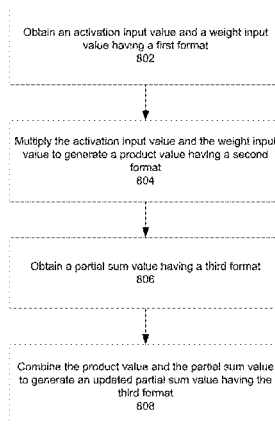 Obtain an activation input value and a weight input
value having a first format
802
Multiply the activation input value and the weight input
value to generate a product value having a second
format
804
Obtain a partial sum value having a third format
806
Combine the product value and the partial sum value
to generate an updated partial sum value having the
third format
808